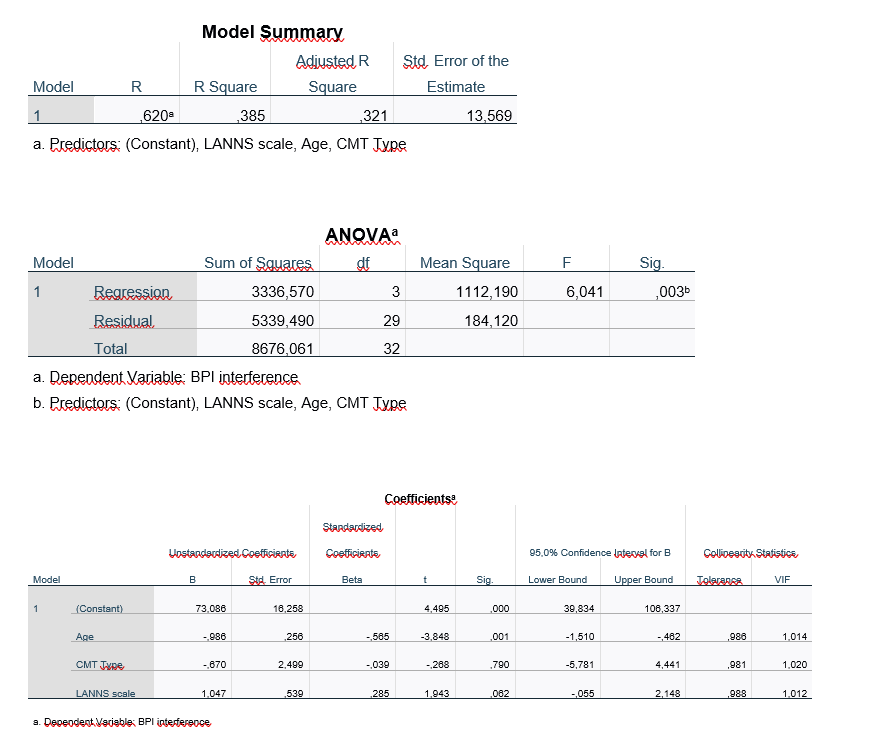 Model Summary
Model R R Square Adjusted R Square Std. Error of the Estimate
1 ,620ᵃ ,385 ,321 13,569
a. Predictors: (Constant), LANNS scale, Age, CMT Type
ANOVAᵃ
Model Sum of Squares df Mean Square F Sig.
1 Regression 3336,570 3 1112,190 6,041 ,003ᵇ
Residual 5339,490 29 184,120
Total 8676,061 32
a. Dependent Variable: BPI interference
b. Predictors: (Constant), LANNS scale, Age, CMT Type
Coefficientsᵃ
Standardized
Unstandardized Coefficients Coefficients 95,0% Confidence Interval for B Collinearity Statistics
Model B Std. Error Beta t Sig. Lower Bound Upper Bound Tolerance VIF
1 (Constant) 73,086 16,258 4,495 ,000 39,834 106,337
Age -,986 ,256 -,565 -3,848 ,001 -1,510 -,462 ,986 1,014
CMT Type -,670 2,499 -,039 -,268 ,790 -5,781 4,441 ,981 1,020
LANNS scale 1,047 ,539 ,285 1,943 ,062 -,055 2,148 ,988 1,012
a. Dependent Variable: BPI interference